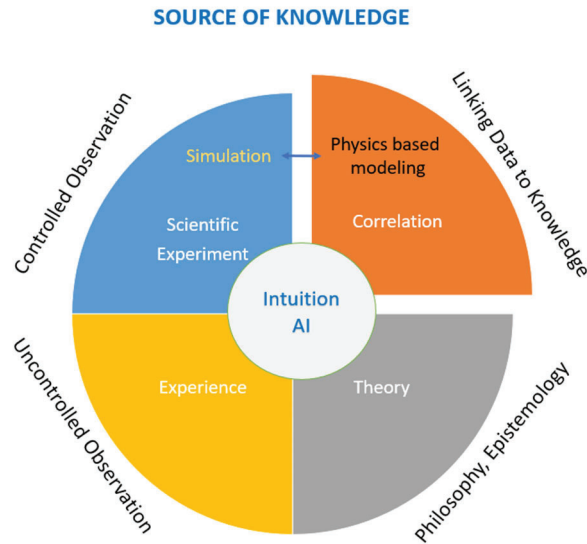 SOURCE OF KNOWLEDGE
Controlled Observation
Linking Data to Knowledge
Simulation
Physics based
modeling
Scientific
Experiment
Correlation
Intuition
AI
Experience
Theory
Uncontrolled Observation
Philosophy, Epistemology